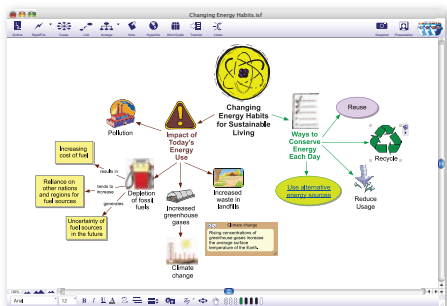 Changing Energy Habits.isf
Pollution
Impact of
Today's
Energy
Use
Changing
Energy Habits
for Sustainable
Living
Ways to
Conserve
Energy
Each Day
Reuse
Recycle
Reduce
Usage
Use alternative
energy sources
Increasing
cost of fuel
results in
Reliance on
other nations
and regions for
fuel sources
tends to
increase
Uncertainty of
fuel sources
in the future
generates
Depletion
of fossil
fuels
Increased
greenhouse
gases
Increased
waste in
landfills
Climate
change
Climate change
Rising concentrations of
greenhouse gases increase
the average surface
temperature of the Earth.
Arial
12
B I U A